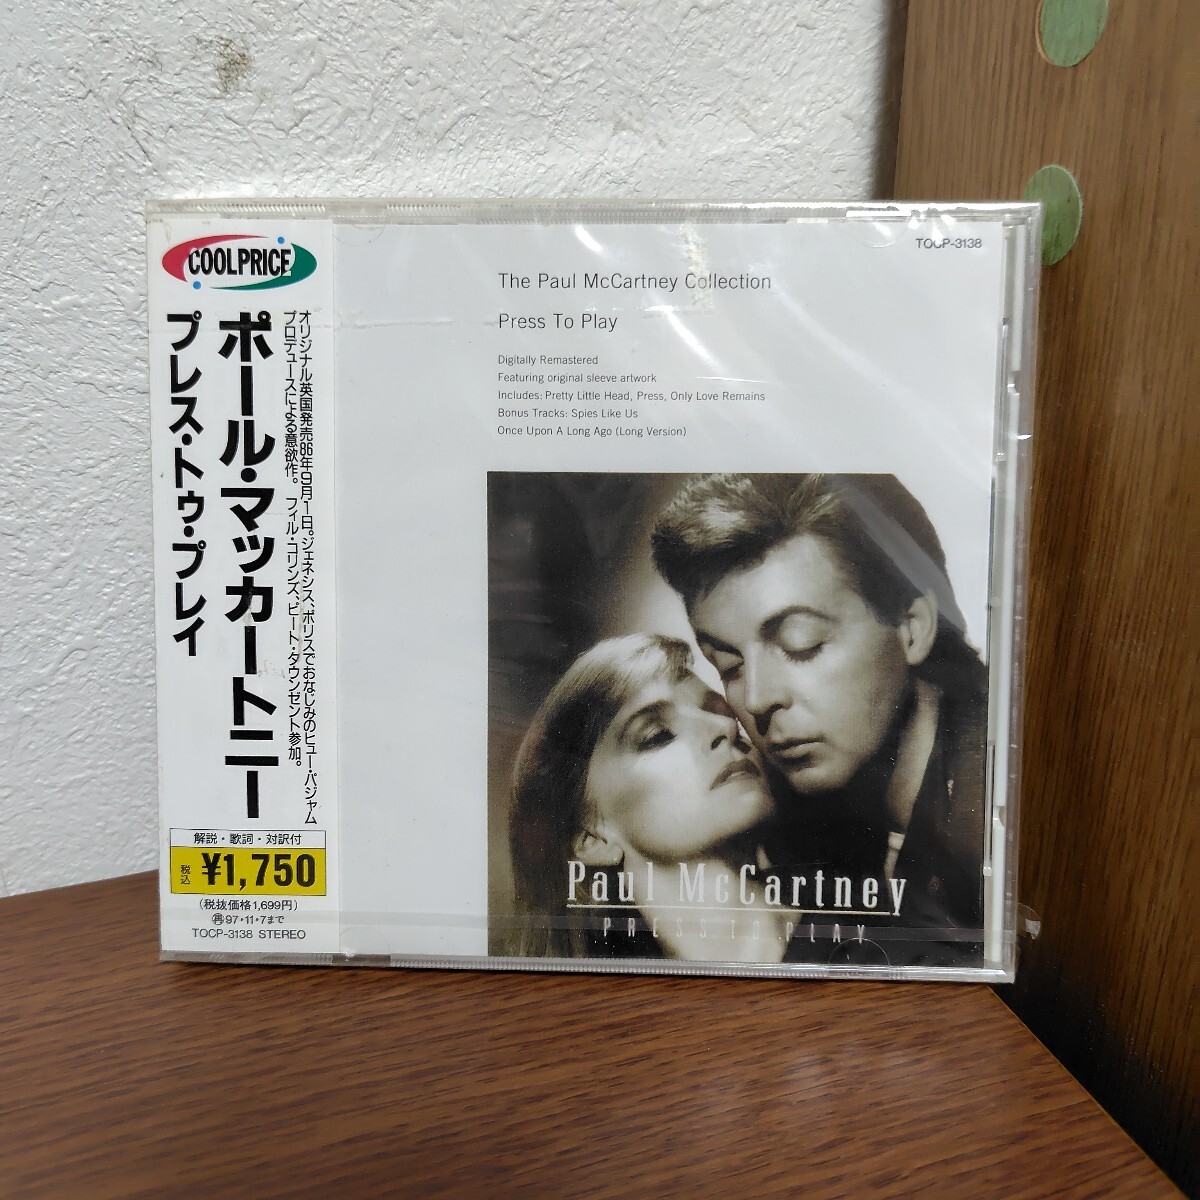 COOLPRICE
オリジナル英国発売86年9月1日。ジェネシス、ポリスでおなじみのヒュー・パジャム
プロデュースによる意欲作。フィル・コリンズ、ピート・タウンゼント参加。
ポール・マッカートニー
プレス・トゥ・プレイ
解説・歌詞・対訳付
税込 ¥1,750
(税抜価格1,699円)
再97・11・7まで
TOCP-3138 STEREO
TOCP-3138
The Paul McCartney Collection
Press To Play
Digitally Remastered
Featuring original sleeve artwork
Includes: Pretty Little Head, Press, Only Love Remains
Bonus Tracks: Spies Like Us
Once Upon A Long Ago (Long Version)
Paul McCartney
PRESS TO PLAY